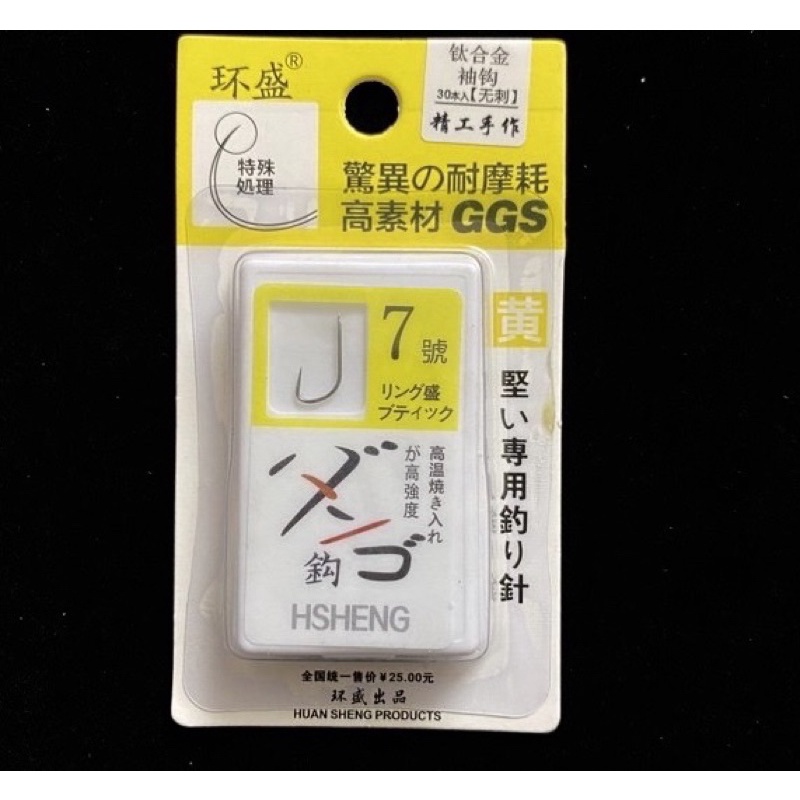 环盛®
钛合金
袖钩
30本入【无刺】
精工手作
特殊
処理
驚異の耐摩耗
高素材 GGS
7號
リング盛
ブティック
黄
堅い専用釣り針
高温焼き入れ
が高強度
ダンゴ
鈎
HSHENG
全国统一售价¥25.00元
环盛出品
HUAN SHENG PRODUCTS